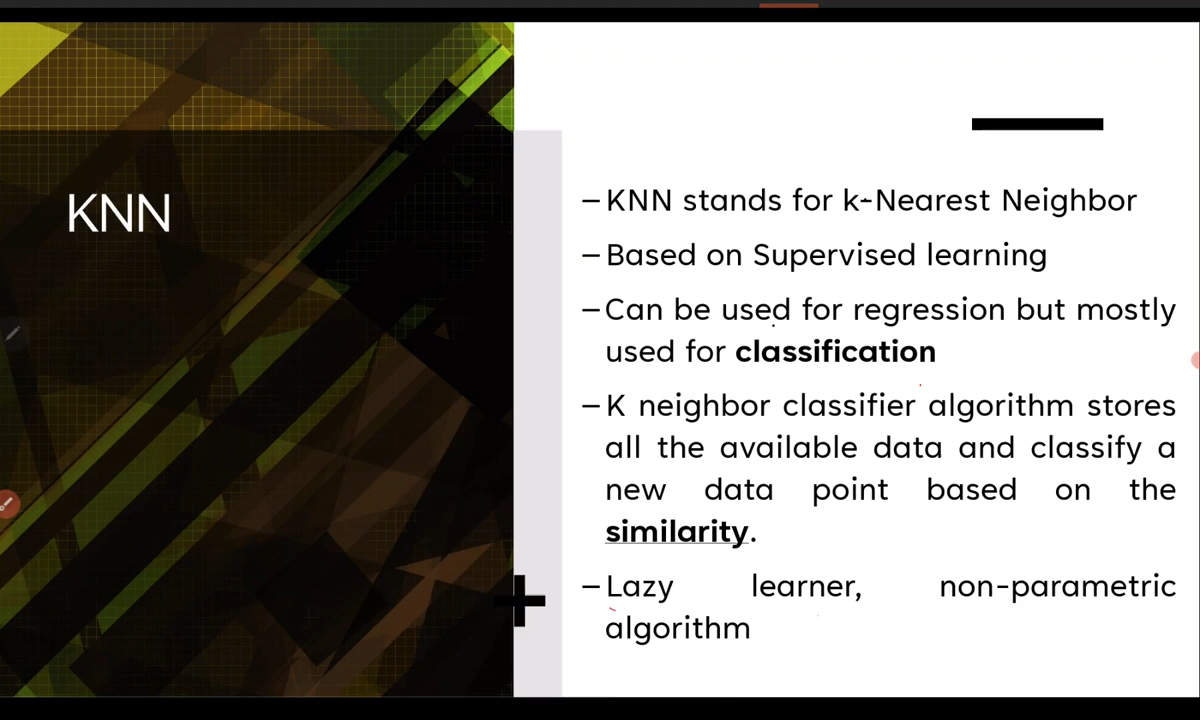 KNN
–KNN stands for k-Nearest Neighbor
–Based on Supervised learning
–Can be used for regression but mostly
used for classification
–K neighbor classifier algorithm stores
all the available data and classify a
new data point based on the
similarity.
–Lazy learner, non-parametric
algorithm